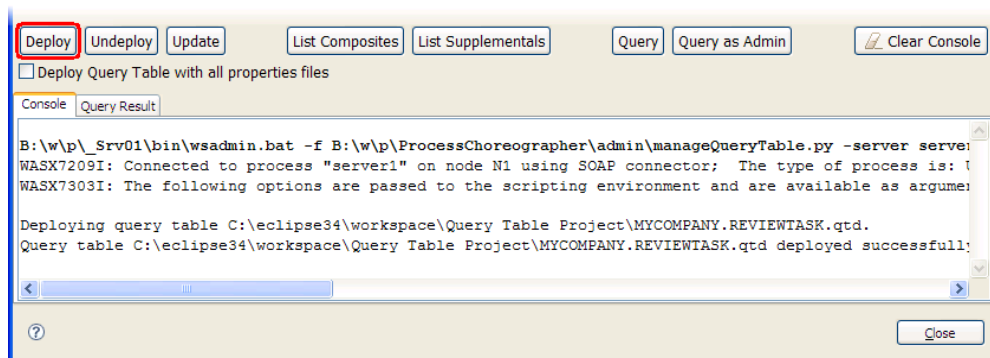 Deploy Undeploy Update List Composites List Supplementals Query Query as Admin Clear Console
Deploy Query Table with all properties files
Console Query Result
B:\w\p\_Srv01\bin\wsadmin.bat -f B:\w\p\ProcessChoreographer\admin\manageQueryTable.py -server server
WASX7209I: Connected to process "server1" on node N1 using SOAP connector; The type of process is:
WASX7303I: The following options are passed to the scripting environment and are available as argume
Deploying query table C:\eclipse34\workspace\Query Table Project\MYCOMPANY.REVIEWTASK.qtd.
Query table C:\eclipse34\workspace\Query Table Project\MYCOMPANY.REVIEWTASK.qtd deployed successfully
Close